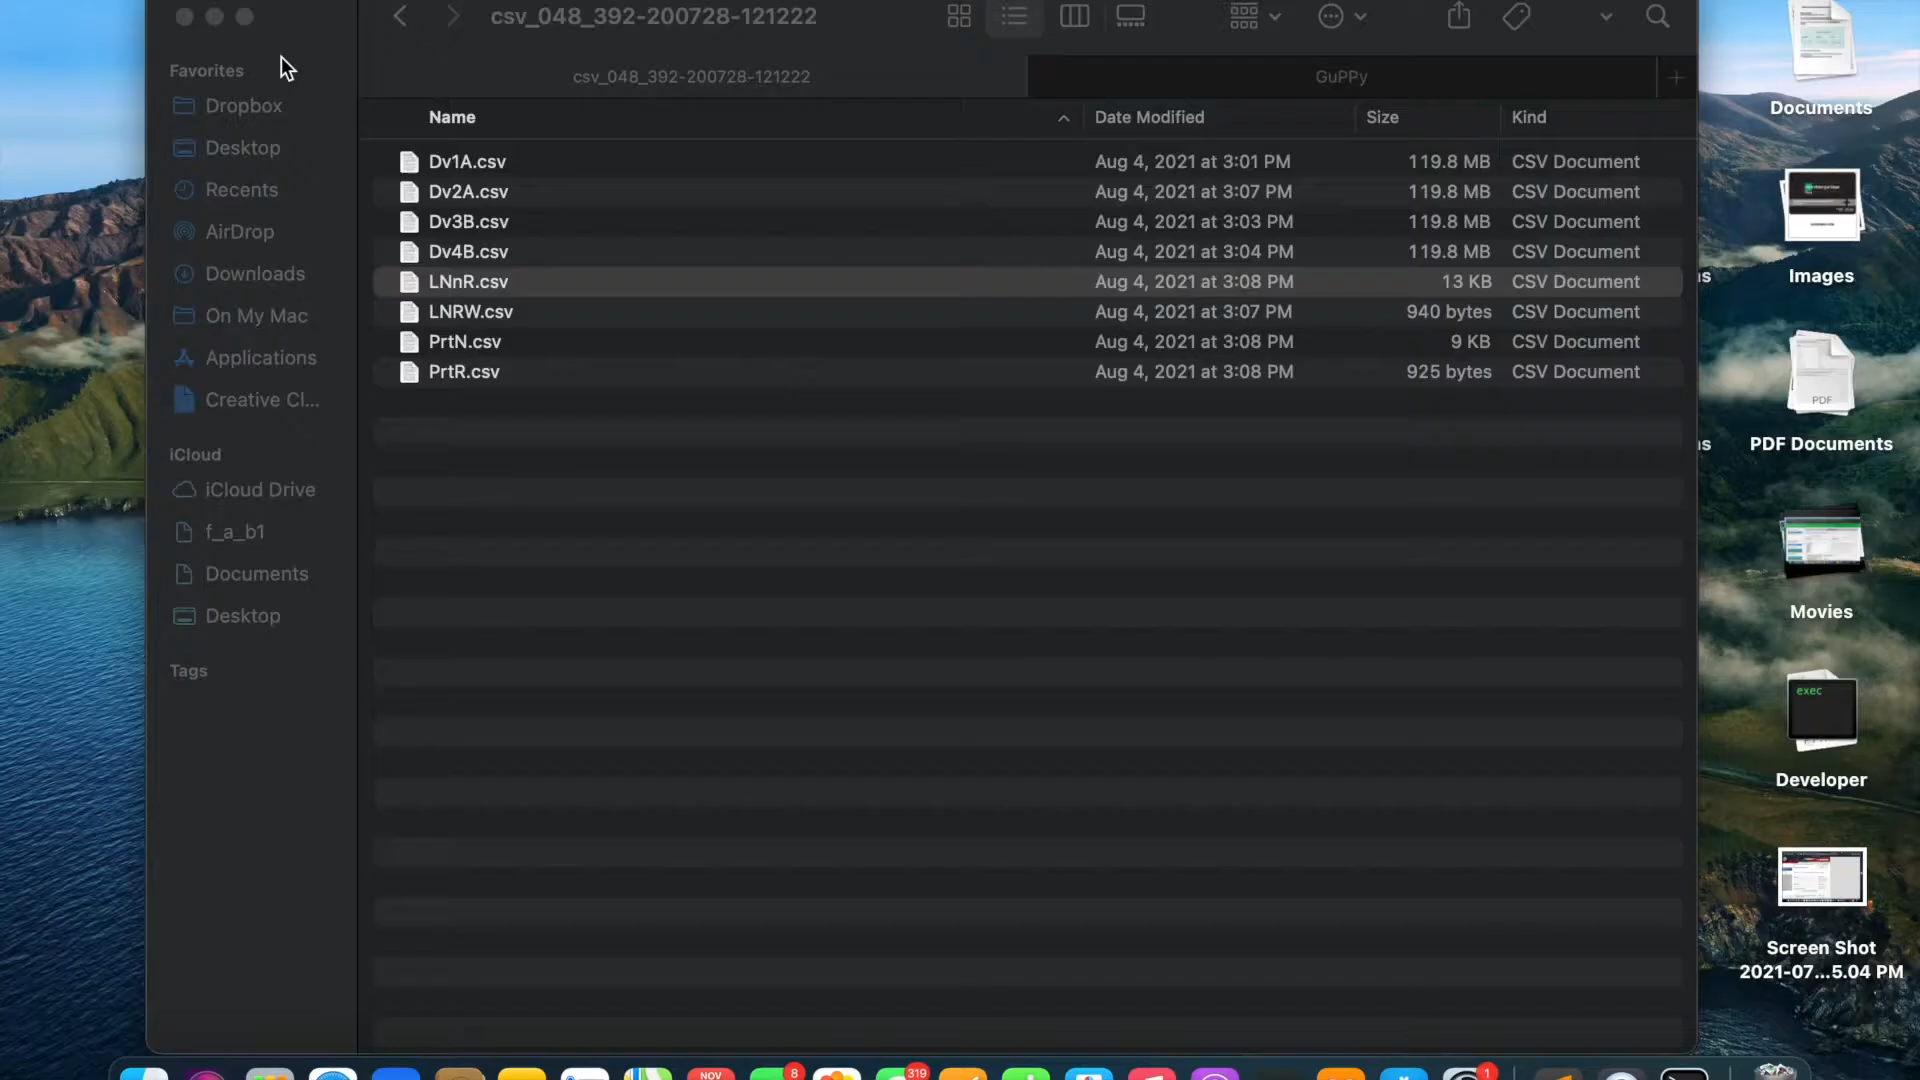 csv_048_392-200728-121222
csv_048_392-200728-121222
GuPPy
Favorites
Dropbox
Desktop
Recents
AirDrop
Downloads
On My Mac
Applications
Creative Cl...
iCloud
iCloud Drive
f_a_b1
Documents
Desktop
Tags
Name Date Modified Size Kind
Dv1A.csv Aug 4, 2021 at 3:01 PM 119.8 MB CSV Document
Dv2A.csv Aug 4, 2021 at 3:07 PM 119.8 MB CSV Document
Dv3B.csv Aug 4, 2021 at 3:03 PM 119.8 MB CSV Document
Dv4B.csv Aug 4, 2021 at 3:04 PM 119.8 MB CSV Document
LNnR.csv Aug 4, 2021 at 3:08 PM 13 KB CSV Document
LNRW.csv Aug 4, 2021 at 3:07 PM 940 bytes CSV Document
PrtN.csv Aug 4, 2021 at 3:08 PM 9 KB CSV Document
PrtR.csv Aug 4, 2021 at 3:08 PM 925 bytes CSV Document
Documents
Images
PDF
PDF Documents
Movies
exec
Developer
Screen Shot
2021-07...5.04 PM
NOV
8
319
1